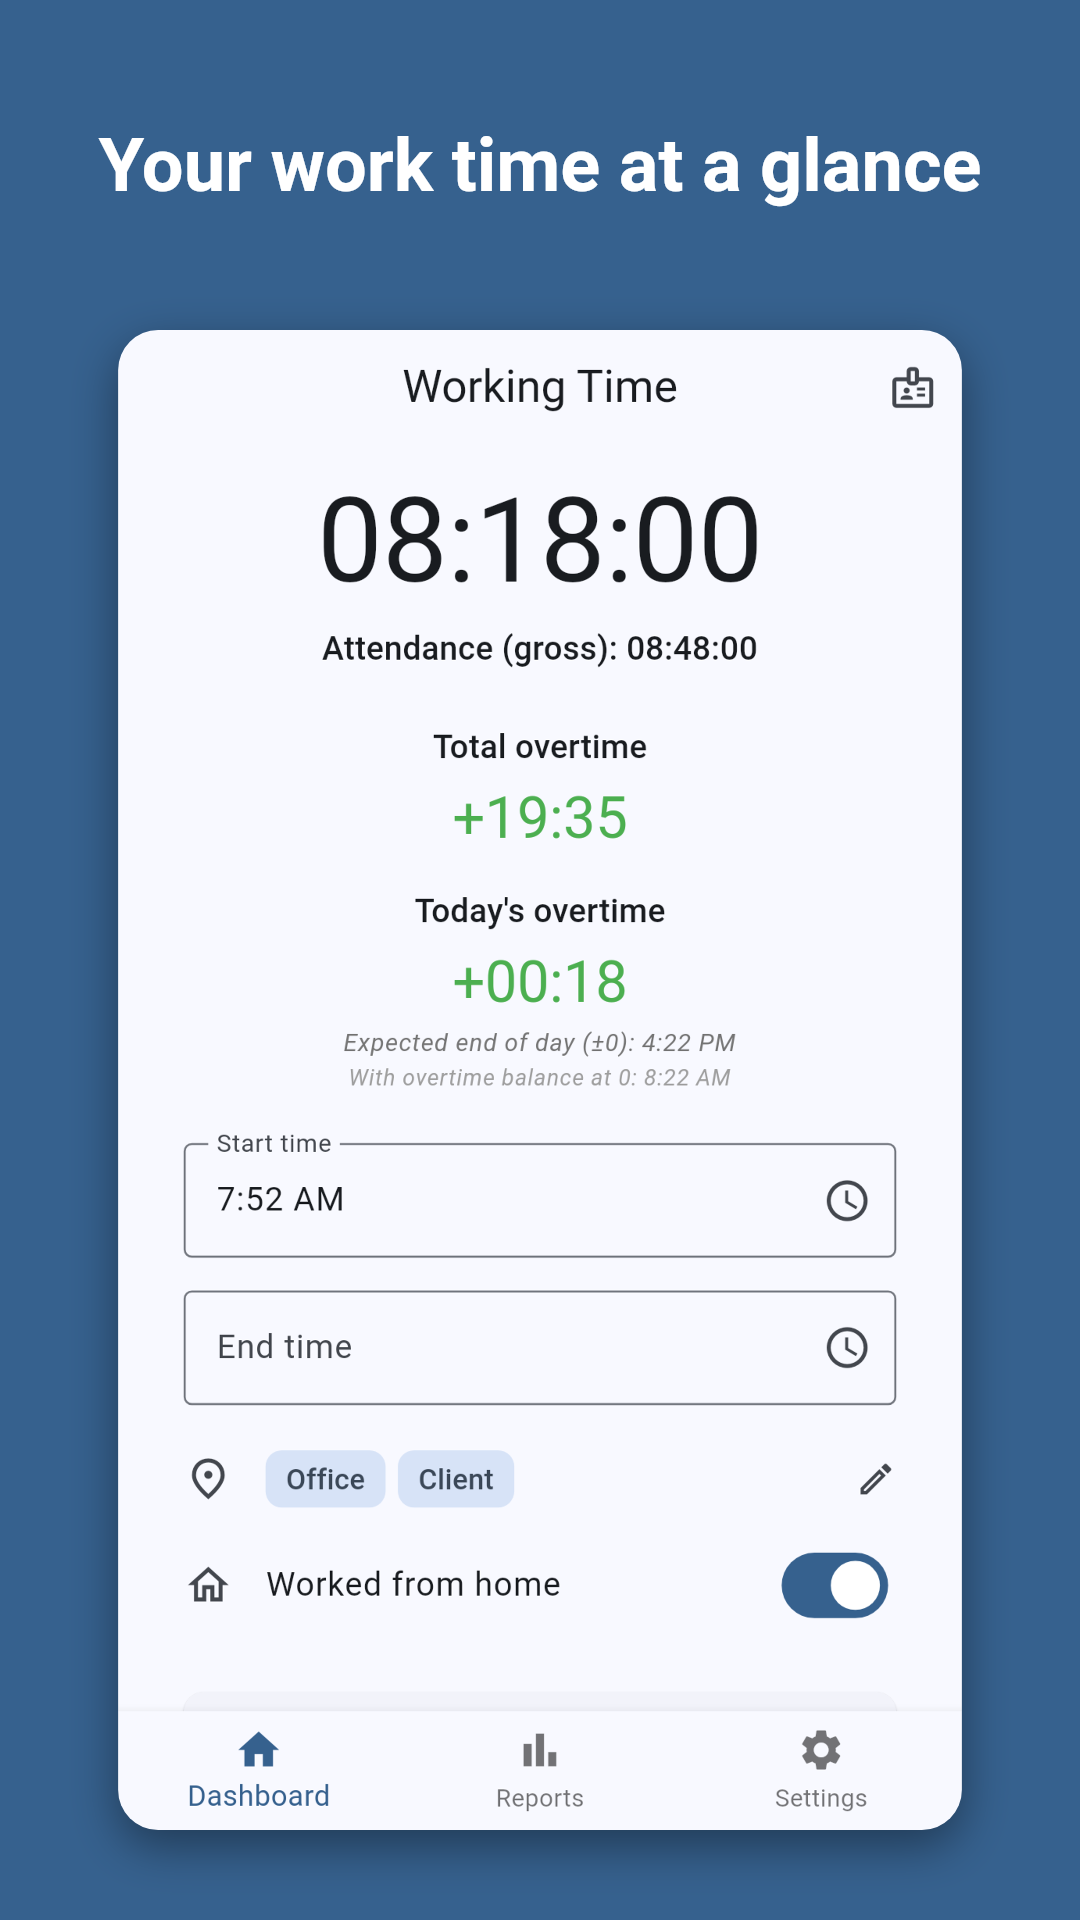 Your work time at a glance
Working Time
08:18:00
Attendance (gross): 08:48:00
Total overtime
+19:35
Today's overtime
+00:18
Expected end of day (±0): 4:22 PM
With overtime balance at 0: 8:22 AM
Start time
7:52 AM
End time
Office Client
Worked from home
Dashboard Reports Settings